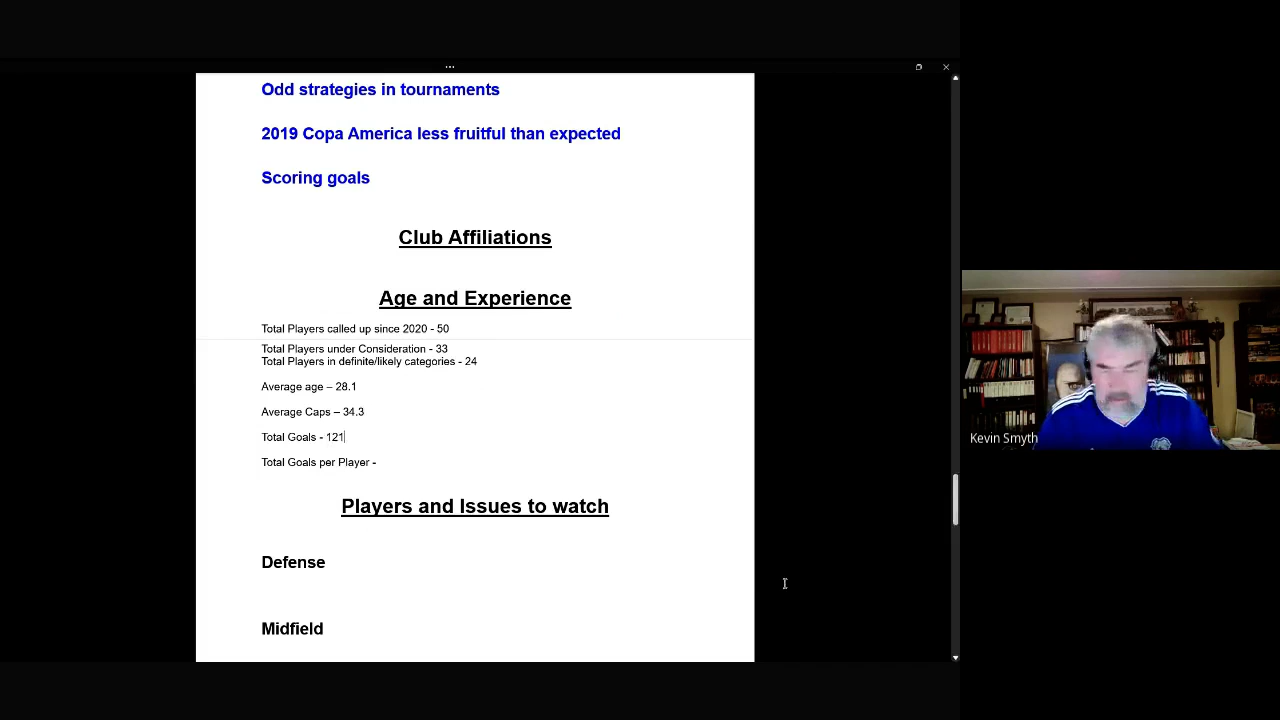 Odd strategies in tournaments
2019 Copa America less fruitful than expected
Scoring goals
Club Affiliations
Age and Experience
Total Players called up since 2020 - 50
Total Players under Consideration - 33
Total Players in definite/likely categories - 24
Average age – 28.1
Average Caps – 34.3
Total Goals - 121
Total Goals per Player -
Players and Issues to watch
Defense
Midfield
Kevin Smyth